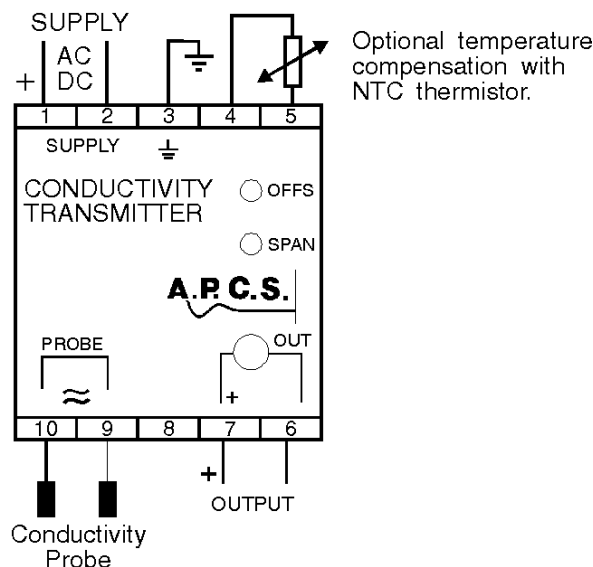 SUPPLY
AC
+ DC
Optional temperature
compensation with
NTC thermistor.
1 2 3 4 5
SUPPLY
CONDUCTIVITY
TRANSMITTER
OFFS
SPAN
A.P.C.S.
PROBE
OUT
+
10 9 8 7 6
+
OUTPUT
Conductivity
Probe